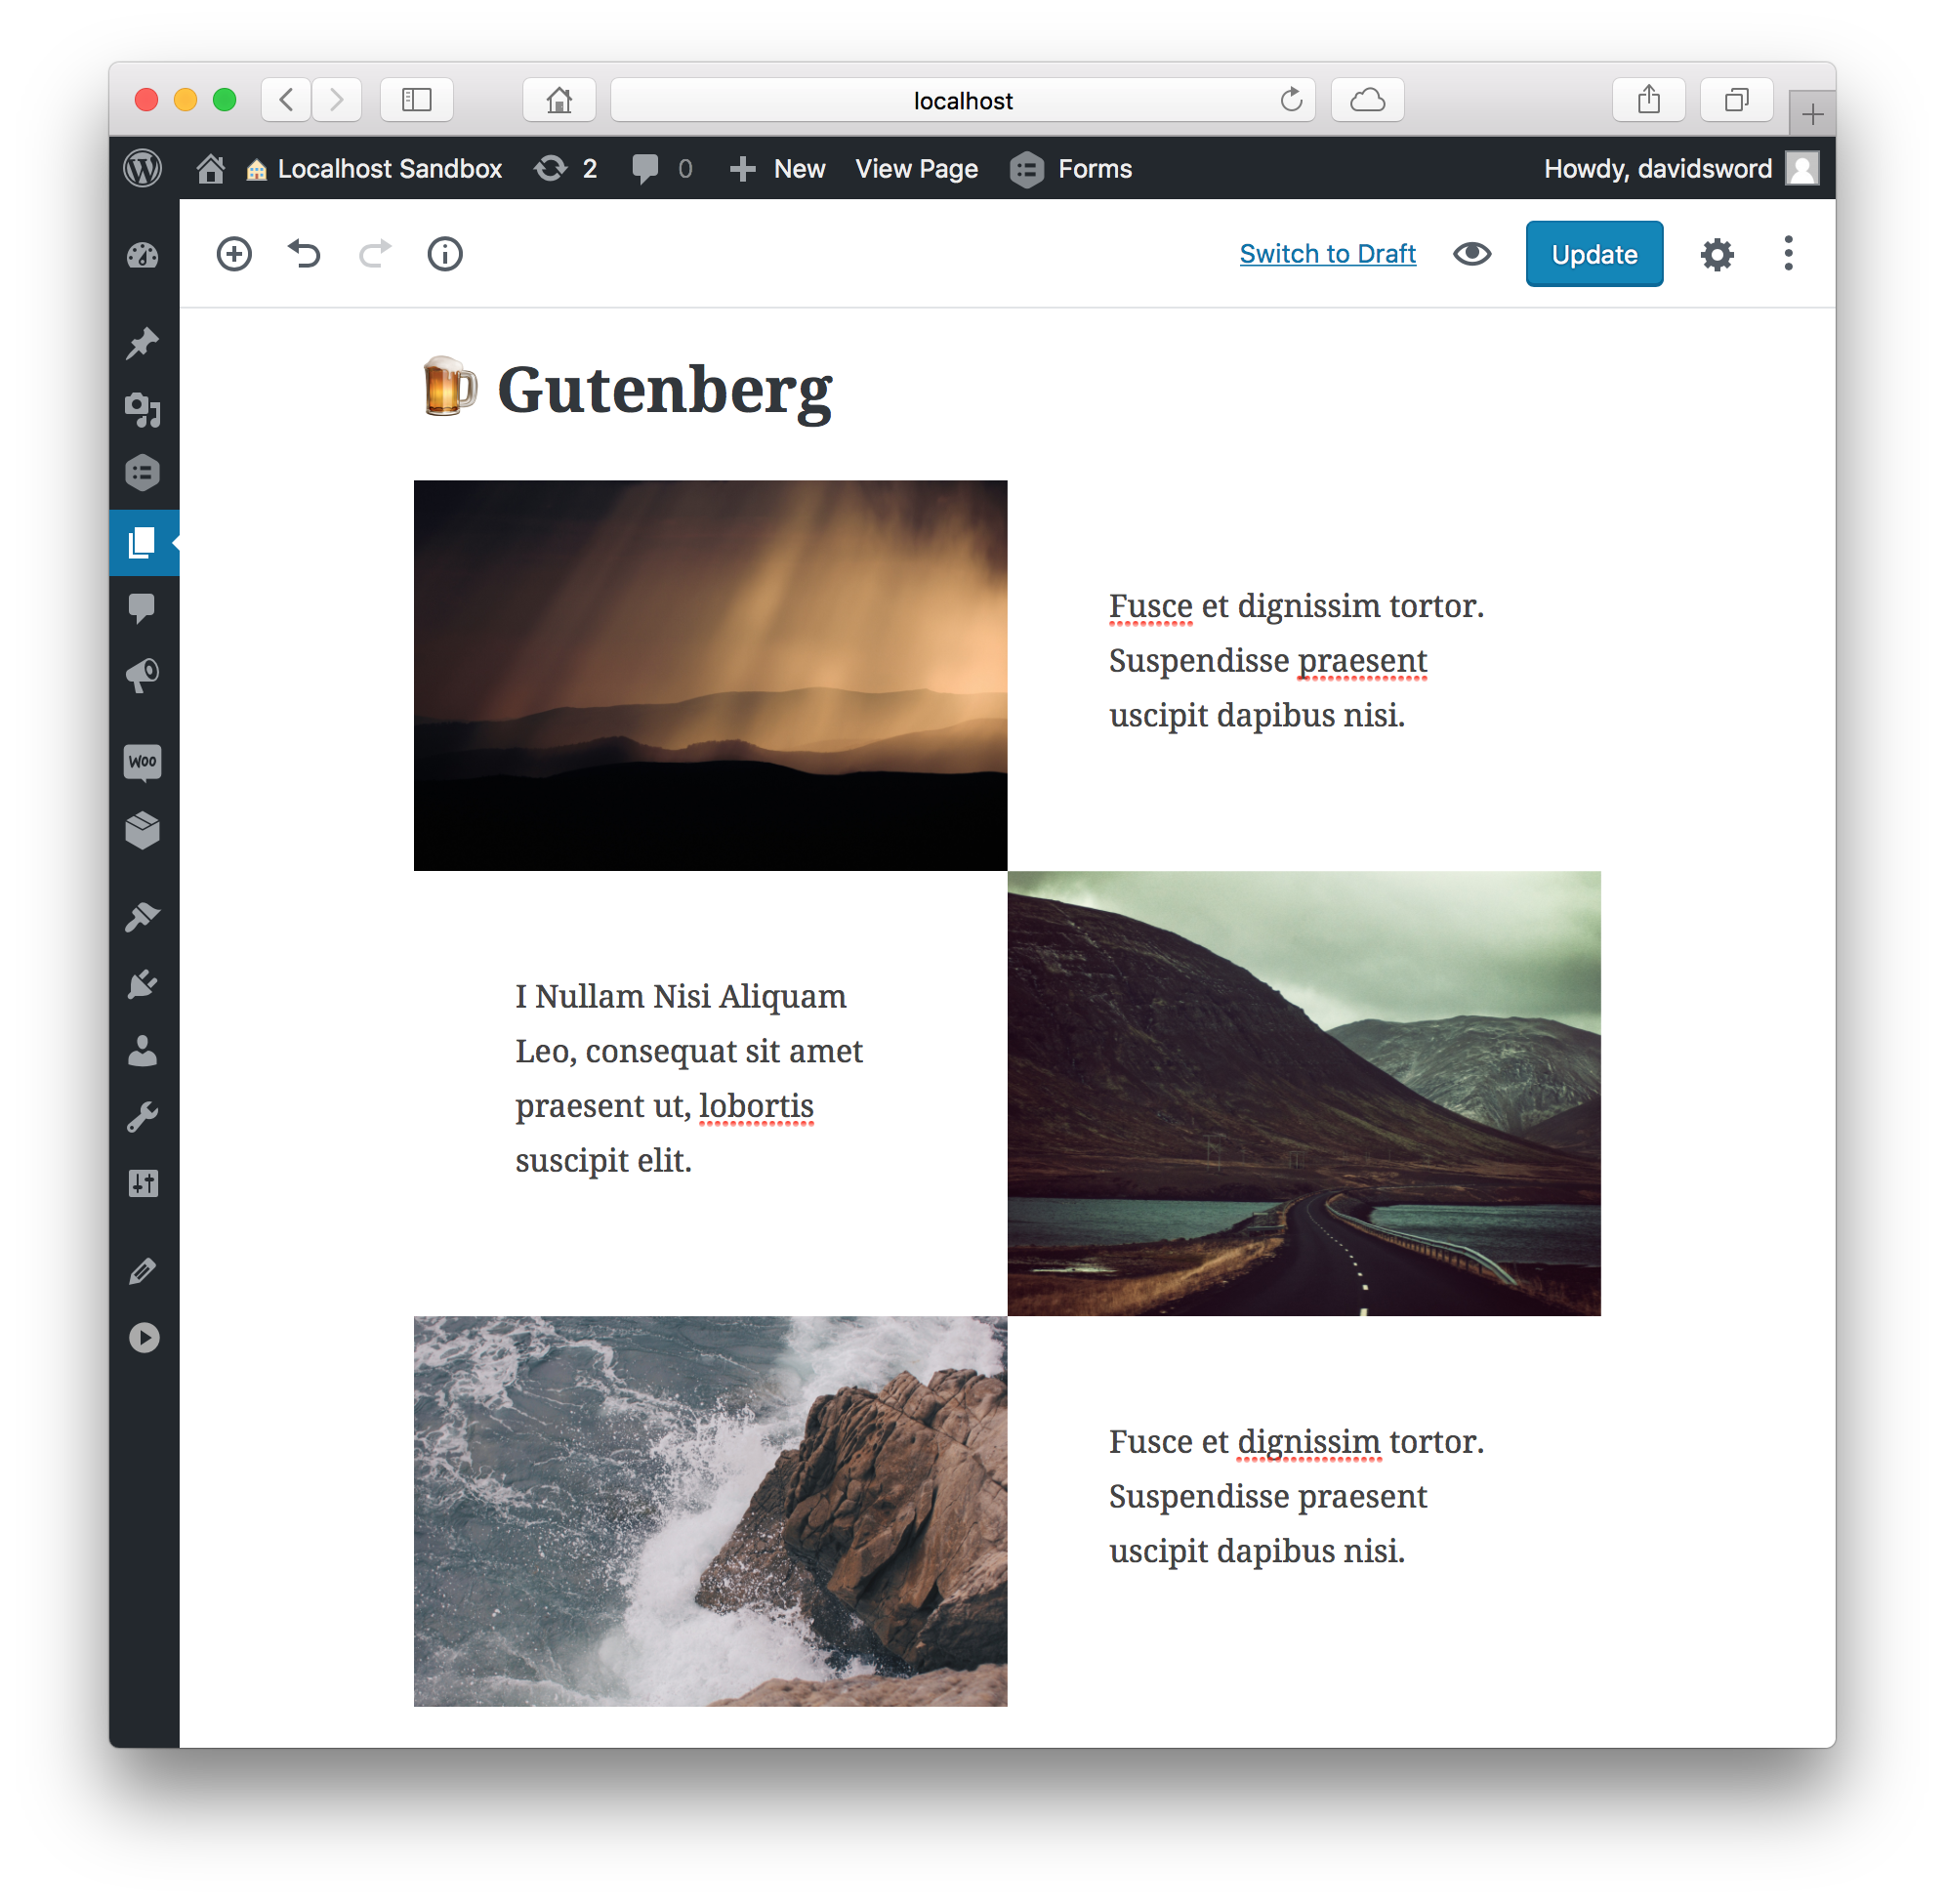 localhost
Localhost Sandbox 2 0 New View Page Forms Howdy, davidsword
Switch to Draft Update
🍺 Gutenberg
Fusce et dignissim tortor.
Suspendisse praesent
uscipit dapibus nisi.
WOO
I Nullam Nisi Aliquam
Leo, consequat sit amet
praesent ut, lobortis
suscipit elit.
Fusce et dignissim tortor.
Suspendisse praesent
uscipit dapibus nisi.